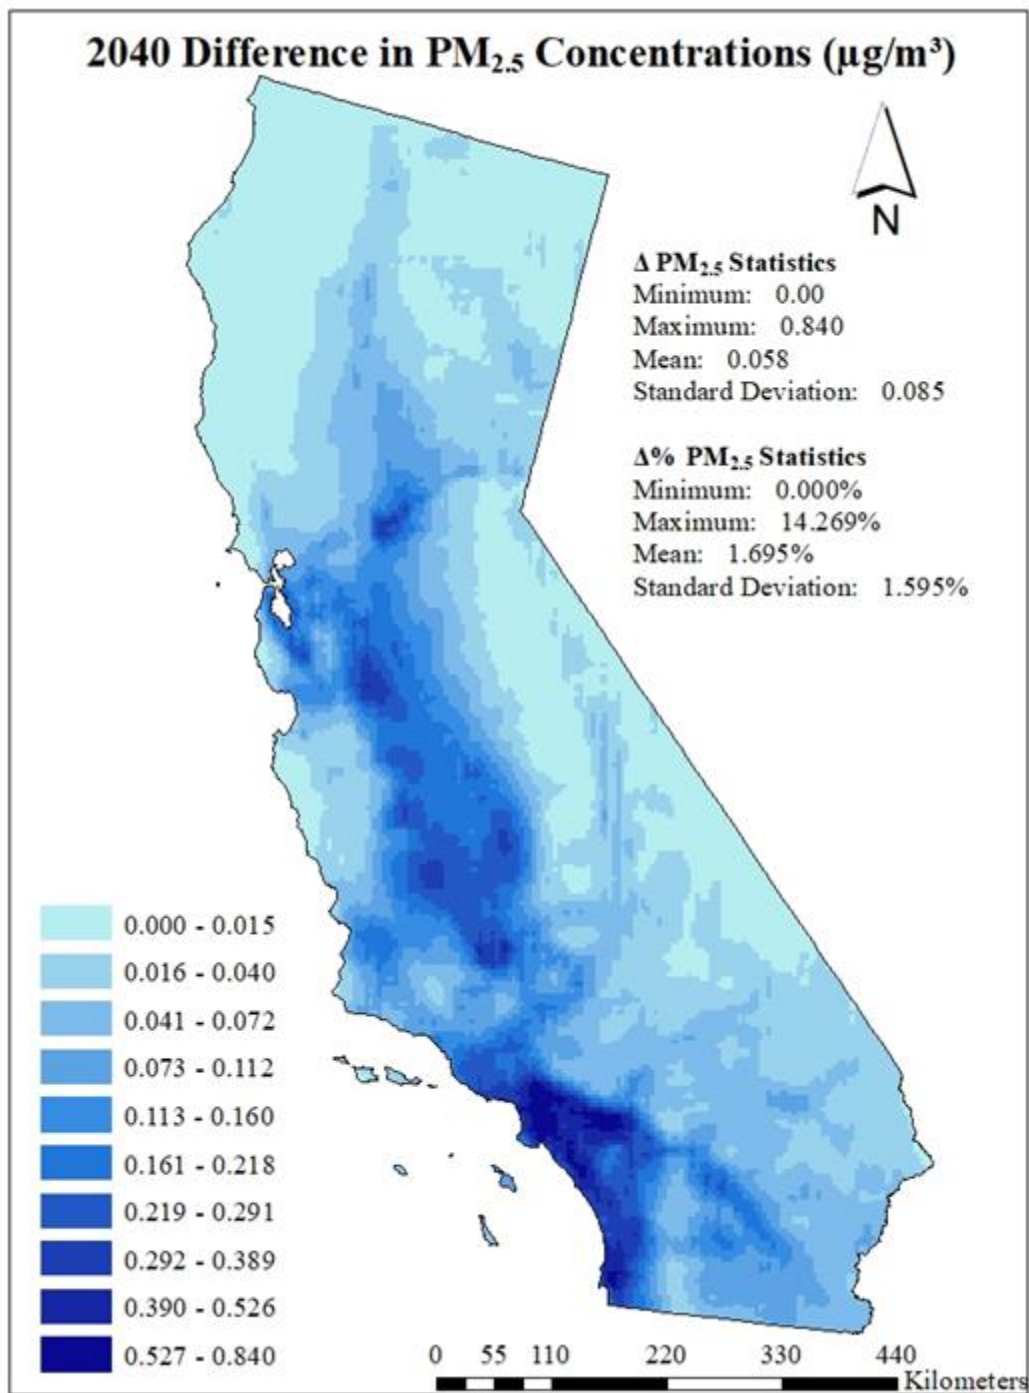 2040 Difference in PM₂.₅ Concentrations (µg/m³)
N
Δ PM₂.₅ Statistics
Minimum: 0.00
Maximum: 0.840
Mean: 0.058
Standard Deviation: 0.085
Δ% PM₂.₅ Statistics
Minimum: 0.000%
Maximum: 14.269%
Mean: 1.695%
Standard Deviation: 1.595%
0.000 - 0.015
0.016 - 0.040
0.041 - 0.072
0.073 - 0.112
0.113 - 0.160
0.161 - 0.218
0.219 - 0.291
0.292 - 0.389
0.390 - 0.526
0.527 - 0.840
0 55 110 220 330 440
Kilometers